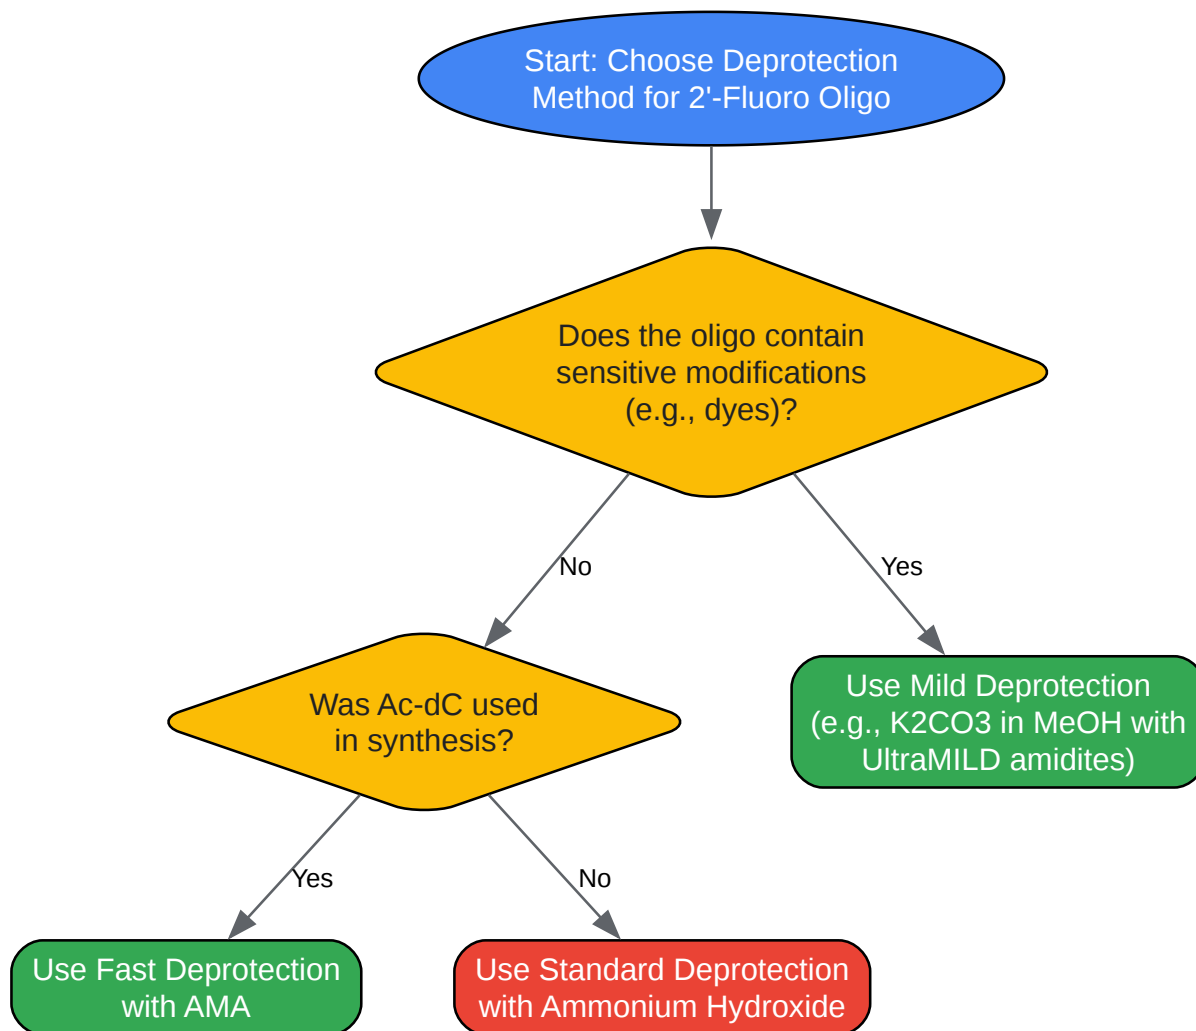 Start: Choose Deprotection
Method for 2'-Fluoro Oligo
Does the oligo contain
sensitive modifications
(e.g., dyes)?
No
Yes
Was Ac-dC used
in synthesis?
Use Mild Deprotection
(e.g., K2CO3 in MeOH with
UltraMILD amidites)
Yes
No
Use Fast Deprotection
with AMA
Use Standard Deprotection
with Ammonium Hydroxide